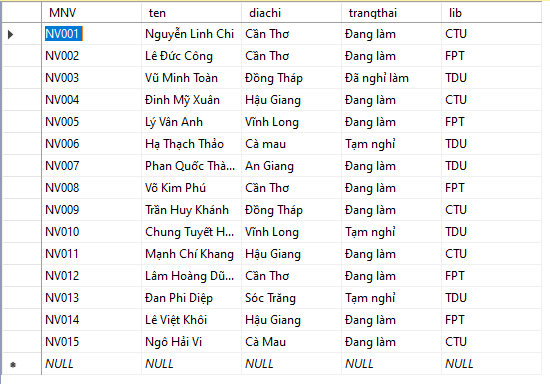 MNV ten diachi trangthai lib
NV001 Nguyễn Linh Chi Cần Thơ Đang làm CTU
NV002 Lê Đức Công Cần Thơ Đang làm FPT
NV003 Vũ Minh Toàn Đồng Tháp Đã nghỉ làm TDU
NV004 Đinh Mỹ Xuân Hậu Giang Đang làm CTU
NV005 Lý Vân Anh Vĩnh Long Đang làm FPT
NV006 Hạ Thạch Thảo Cà mau Tạm nghỉ TDU
NV007 Phan Quốc Thà... An Giang Đang làm TDU
NV008 Võ Kim Phú Cần Thơ Đang làm FPT
NV009 Trần Huy Khánh Đồng Tháp Đang làm CTU
NV010 Chung Tuyết H... Vĩnh Long Tạm nghỉ TDU
NV011 Mạnh Chí Khang Hậu Giang Đang làm CTU
NV012 Lâm Hoàng Dũ... Cần Thơ Đang làm FPT
NV013 Đan Phi Diệp Sóc Trăng Tạm nghỉ TDU
NV014 Lê Việt Khôi Hậu Giang Đang làm FPT
NV015 Ngô Hải Vi Cà Mau Đang làm CTU
NULL NULL NULL NULL NULL